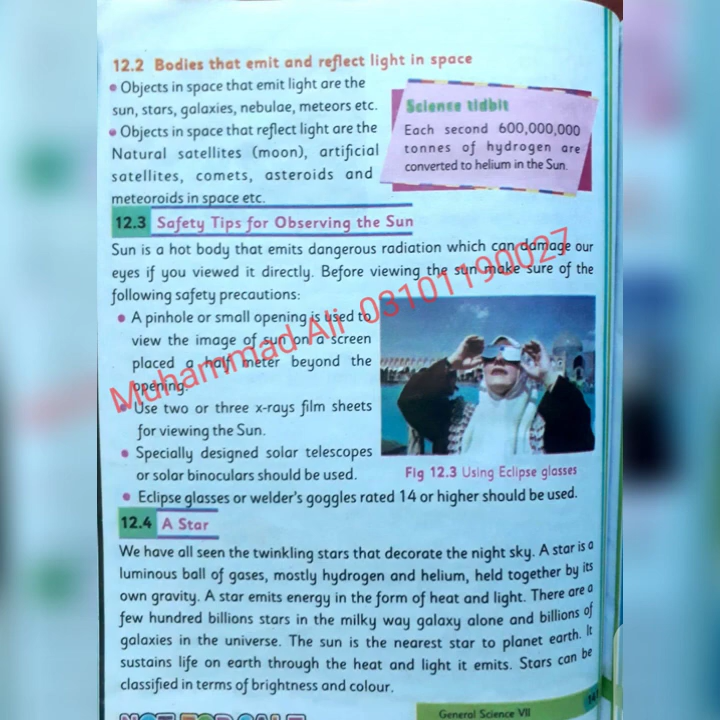 12.2 Bodies that emit and reflect light in space
• Objects in space that emit light are the
sun, stars, galaxies, nebulae, meteors etc.
• Objects in space that reflect light are the
Natural satellites (moon), artificial
satellites, comets, asteroids and
meteoroids in space etc.
Science tidbit
Each second 600,000,000
tonnes of hydrogen are
converted to helium in the Sun.
12.3 Safety Tips for Observing the Sun
Sun is a hot body that emits dangerous radiation which can damage our
eyes if you viewed it directly. Before viewing the sun make sure of the
following safety precautions:
• A pinhole or small opening is used to
view the image of sun on a screen
placed a half meter beyond the
opening.
• Use two or three x-rays film sheets
for viewing the Sun.
• Specially designed solar telescopes
or solar binoculars should be used.
Fig 12.3 Using Eclipse glasses
• Eclipse glasses or welder's goggles rated 14 or higher should be used.
Muhammad Ali 03101190027
12.4 A Star
We have all seen the twinkling stars that decorate the night sky. A star is a
luminous ball of gases, mostly hydrogen and helium, held together by its
own gravity. A star emits energy in the form of heat and light. There are a
few hundred billions stars in the milky way galaxy alone and billions of
galaxies in the universe. The sun is the nearest star to planet earth. It
sustains life on earth through the heat and light it emits. Stars can be
classified in terms of brightness and colour.
General Science VII